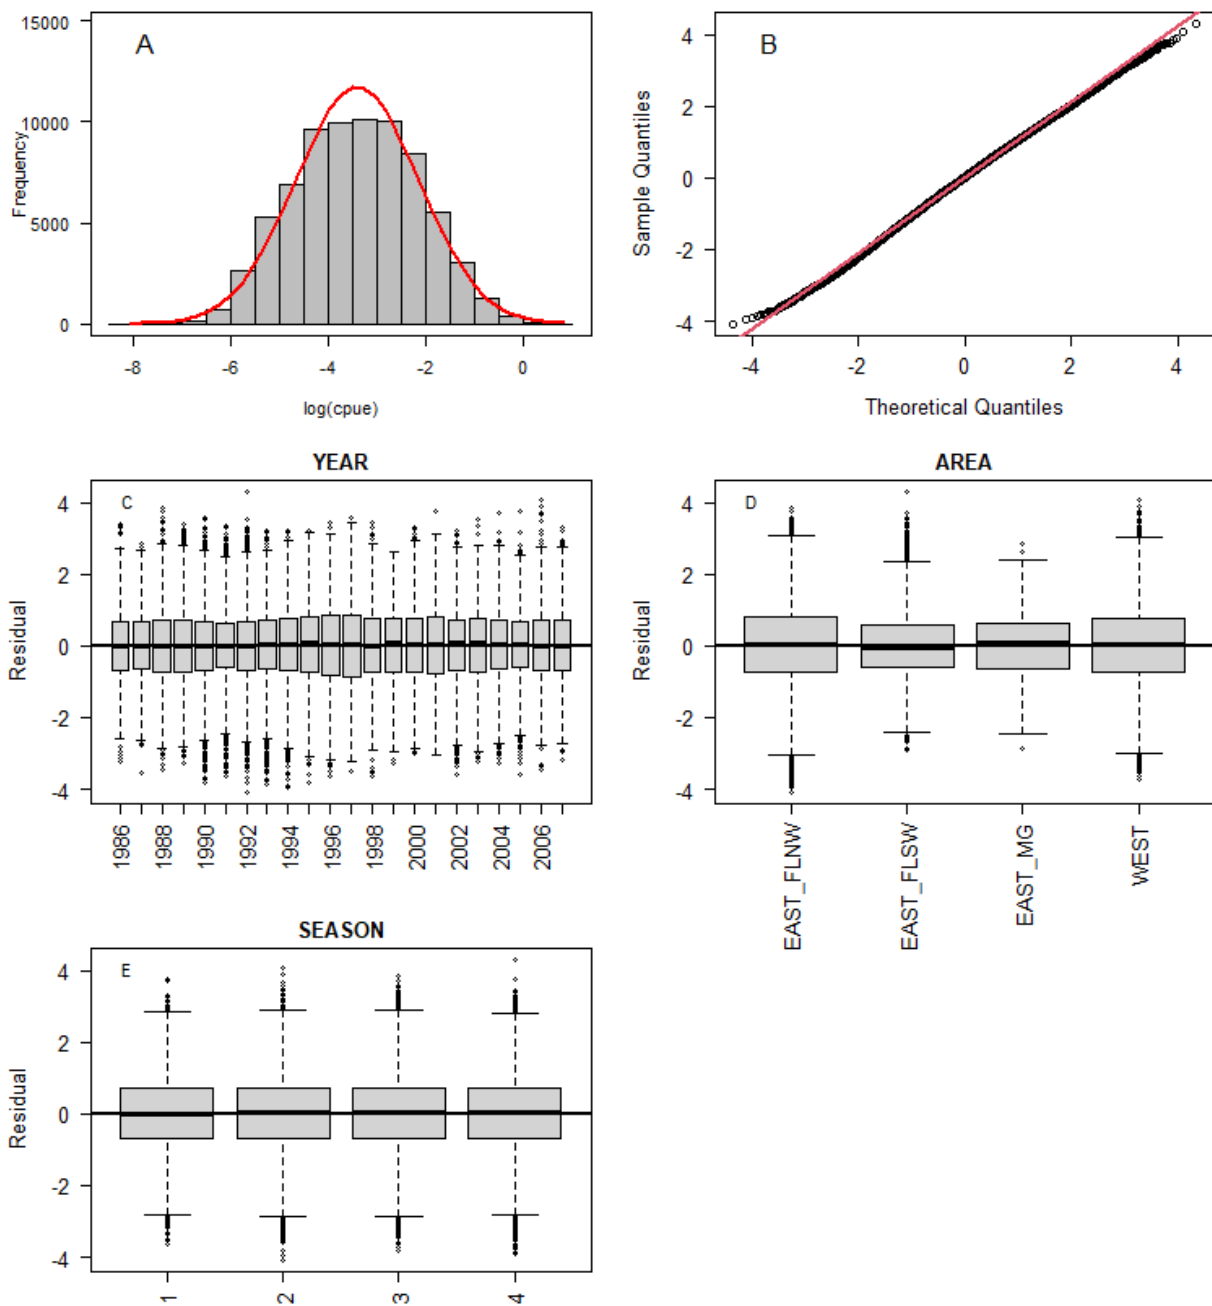 A
15000
10000
5000
0
Frequency
-8 -6 -4 -2 0
log(cpue)
B
4
2
0
-2
-4
Sample Quantiles
-4 -2 0 2 4
Theoretical Quantiles
YEAR
C
4
2
0
-2
-4
Residual
1986 1988 1990 1992 1994 1996 1998 2000 2002 2004 2006
AREA
D
4
2
0
-2
-4
Residual
EAST_FLNW EAST_FLSW EAST_MG WEST
SEASON
E
4
2
0
-2
-4
Residual
1 2 3 4